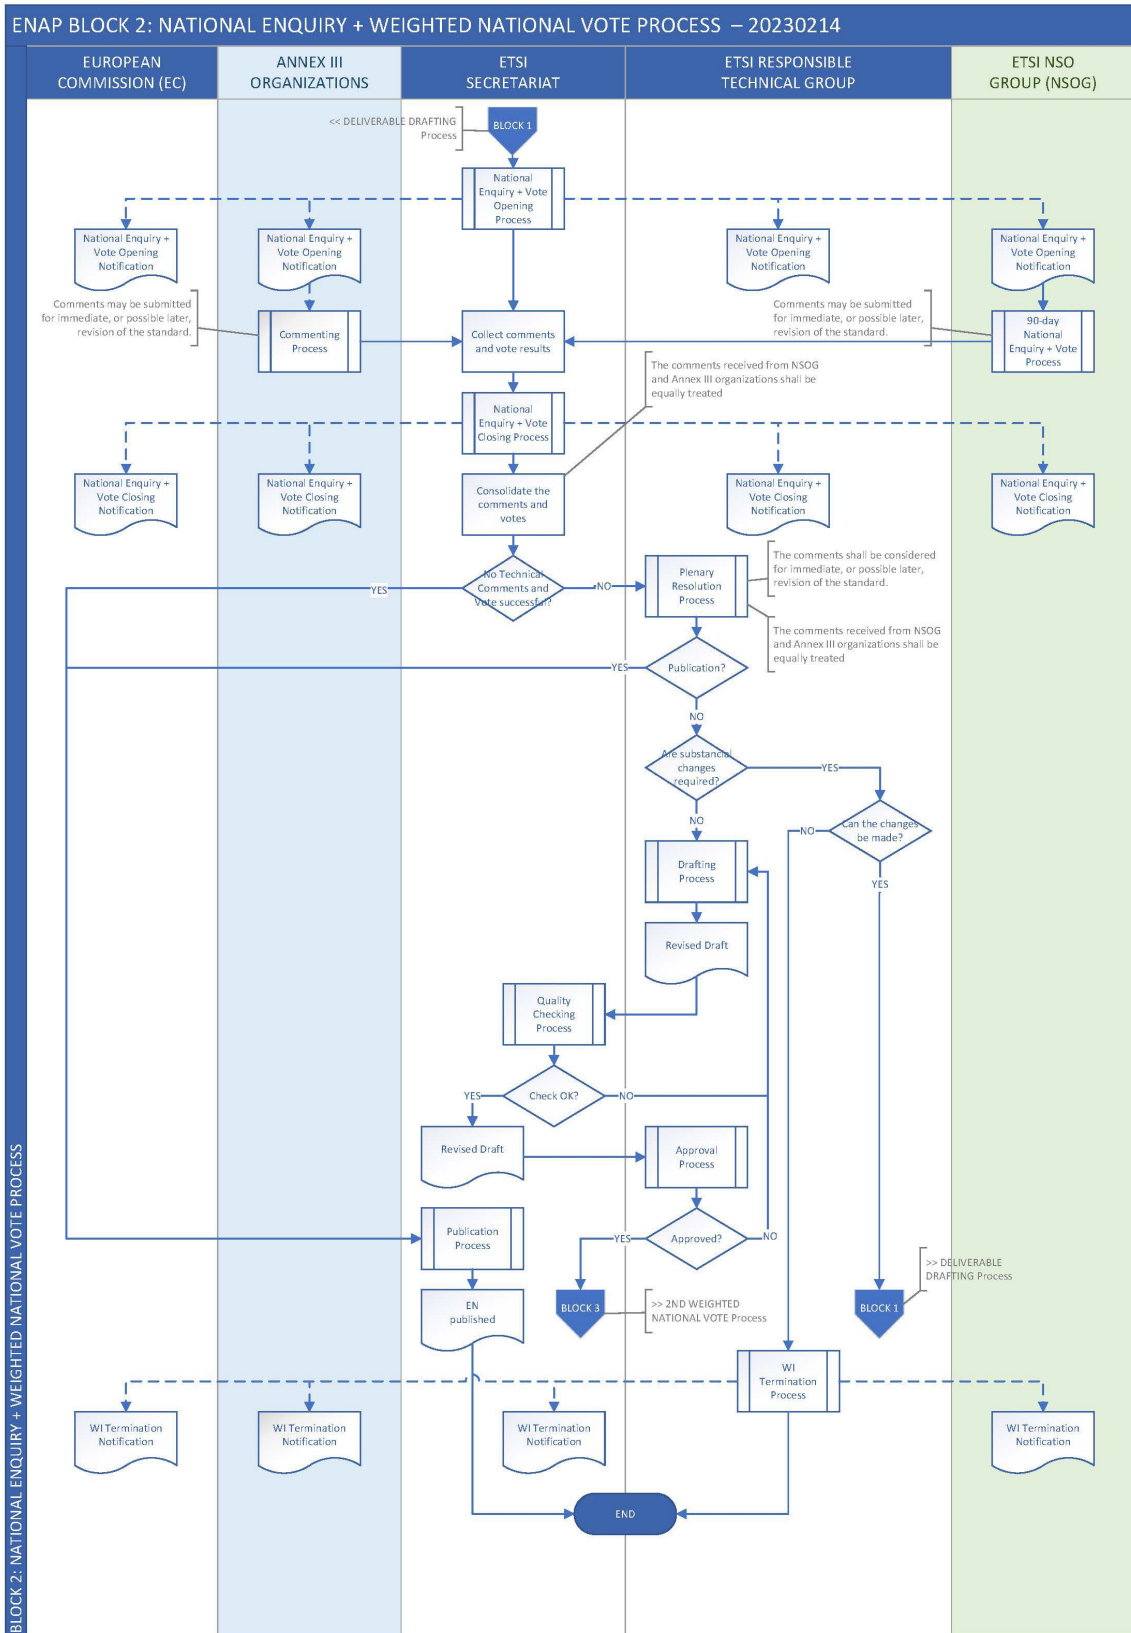 ENAP BLOCK 2: NATIONAL ENQUIRY + WEIGHTED NATIONAL VOTE PROCESS – 20230214
EUROPEAN
COMMISSION (EC)
ANNEX III
ORGANIZATIONS
ETSI
SECRETARIAT
ETSI RESPONSIBLE
TECHNICAL GROUP
ETSI NSO
GROUP (NSOG)
<< DELIVERABLE DRAFTING
Process
BLOCK 1
National
Enquiry + Vote
Opening
Process
National Enquiry +
Vote Opening
Notification
National Enquiry +
Vote Opening
Notification
National Enquiry +
Vote Opening
Notification
National Enquiry +
Vote Opening
Notification
Comments may be submitted
for immediate, or possible later,
revision of the standard.
Commenting
Process
Collect comments
and vote results
Comments may be submitted
for immediate, or possible later,
revision of the standard.
90-day
National
Enquiry + Vote
Process
The comments received from NSOG
and Annex III organizations shall be
equally treated
National
Enquiry + Vote
Closing Process
National Enquiry +
Vote Closing
Notification
National Enquiry +
Vote Closing
Notification
Consolidate the
comments and
votes
National Enquiry +
Vote Closing
Notification
National Enquiry +
Vote Closing
Notification
No Technical
Comments and
Vote successful?
YES
NO
Plenary
Resolution
Process
The comments shall be considered
for immediate, or possible later,
revision of the standard.
The comments received from NSOG
and Annex III organizations shall be
equally treated
YES
Publication?
NO
Are substancial
changes
required?
YES
NO
Can the changes
be made?
NO
YES
Drafting
Process
Revised Draft
Quality
Checking
Process
Check OK?
YES
NO
Revised Draft
Approval
Process
Publication
Process
YES
Approved?
NO
>> DELIVERABLE
DRAFTING Process
EN
published
BLOCK 3
>> 2ND WEIGHTED
NATIONAL VOTE Process
BLOCK 1
WI
Termination
Process
WI Termination
Notification
WI Termination
Notification
WI Termination
Notification
WI Termination
Notification
END
BLOCK 2: NATIONAL ENQUIRY + WEIGHTED NATIONAL VOTE PROCESS